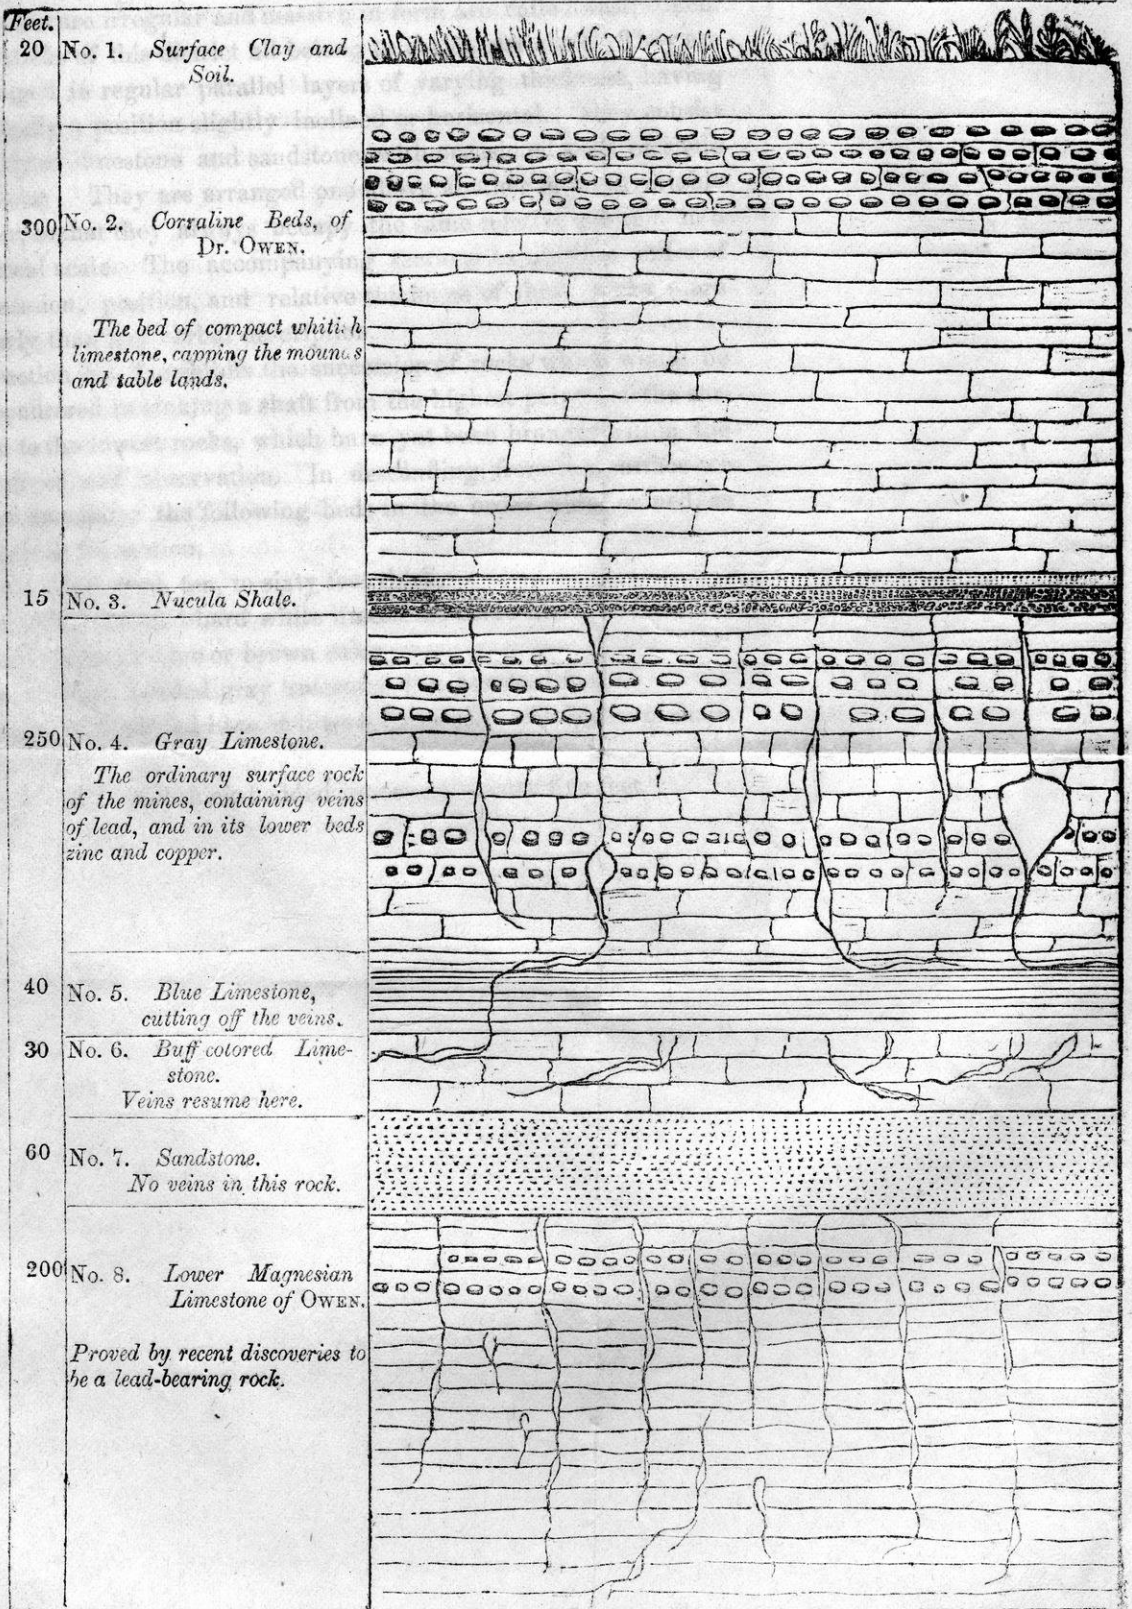 Feet.
20 No. 1. Surface Clay and
Soil.
300 No. 2. Corraline Beds, of
Dr. OWEN.
The bed of compact whitish
limestone, capping the mounds
and table lands.
15 No. 3. Nucula Shale.
250 No. 4. Gray Limestone.
The ordinary surface rock
of the mines, containing veins
of lead, and in its lower beds
zinc and copper.
40 No. 5. Blue Limestone,
cutting off the veins.
30 No. 6. Buff colored Lime-
stone.
Veins resume here.
60 No. 7. Sandstone.
No veins in this rock.
200 No. 8. Lower Magnesian
Limestone of OWEN.
Proved by recent discoveries to
be a lead-bearing rock.